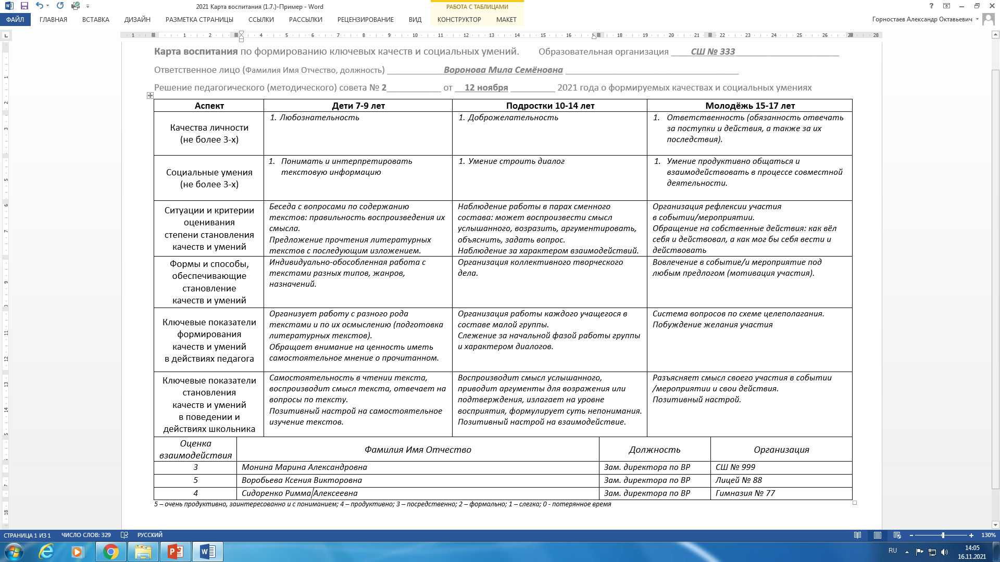 2021 Карта воспитания (1.7.)-Пример - Word
РАБОТА С ТАБЛИЦАМИ
ФАЙЛ ГЛАВНАЯ ВСТАВКА ДИЗАЙН РАЗМЕТКА СТРАНИЦЫ ССЫЛКИ РАССЫЛКИ РЕЦЕНЗИРОВАНИЕ ВИД КОНСТРУКТОР МАКЕТ
Горностаев Александр Октавьевич
Карта воспитания по формированию ключевых качеств и социальных умений. Образовательная организация ____СШ № 333____________________
Ответственное лицо (Фамилия Имя Отчество, должность) ___________Воронова Мила Семёновна __________________________________
Решение педагогического (методического) совета № 2___________ от __12 ноября _________ 2021 года о формируемых качествах и социальных умениях
Аспект
Дети 7-9 лет
Подростки 10-14 лет
Молодёжь 15-17 лет
Качества личности
(не более 3-х)
1. Любознательность
1. Доброжелательность
1. Ответственность (обязанность отвечать
за поступки и действия, а также за их
последствия).
Социальные умения
(не более 3-х)
1. Понимать и интерпретировать
текстовую информацию
1. Умение строить диалог
1. Умение продуктивно общаться и
взаимодействовать в процессе совместной
деятельности.
Ситуации и критерии
оценивания
степени становления
качеств и умений
Беседа с вопросами по содержанию
текстов: правильность воспроизведения их
смысла.
Предложение прочтения литературных
текстов с последующим изложением.
Наблюдение работы в парах сменного
состава: может воспроизвести смысл
услышанного, возразить, аргументировать,
объяснить, задать вопрос.
Наблюдение за характером взаимодействий.
Организация рефлексии участия
в событии/мероприятии.
Обращение на собственные действия: как вёл
себя и действовал, а как мог бы себя вести и
действовать
Формы и способы,
обеспечивающие
становление
качеств и умений
Индивидуально-обособленная работа с
текстами разных типов, жанров,
назначений.
Организация коллективного творческого
дела.
Вовлечение в событие/и мероприятие под
любым предлогом (мотивация участия).
Ключевые показатели
формирования
качеств и умений
в действиях педагога
Организует работу с разного рода
текстами и по их осмыслению (подготовка
литературных текстов).
Обращает внимание на ценность иметь
самостоятельное мнение о прочитанном.
Организация работы каждого учащегося в
составе малой группы.
Слежение за начальной фазой работы группы
и характером диалогов.
Система вопросов по схеме целеполагания.
Побуждение желания участия
Ключевые показатели
становления
качеств и умений
в поведении и
действиях школьника
Самостоятельность в чтении текста,
воспроизводит смысл текста, отвечает на
вопросы по тексту.
Позитивный настрой на самостоятельное
изучение текстов.
Воспроизводит смысл услышанного,
приводит аргументы для возражения или
подтверждения, излагает на уровне
восприятия, формулирует суть непонимания.
Позитивный настрой на взаимодействие.
Разъясняет смысл своего участия в событии
/мероприятии и свои действия.
Позитивный настрой.
Оценка
взаимодействия
Фамилия Имя Отчество
Должность
Организация
3 Монина Марина Александровна Зам. директора по ВР СШ № 999
5 Воробьева Ксения Викторовна Зам. директора по ВР Лицей № 88
4 Сидоренко Римма Алексеевна Зам. директора по ВР Гимназия № 77
5 – очень продуктивно, заинтересованно и с пониманием; 4 – продуктивно; 3 – посредственно; 2 – формально; 1 – слегка; 0 - потерянное время
СТРАНИЦА 1 ИЗ 1 ЧИСЛО СЛОВ: 329 РУССКИЙ 130%
RU 14:05
16.11.2021